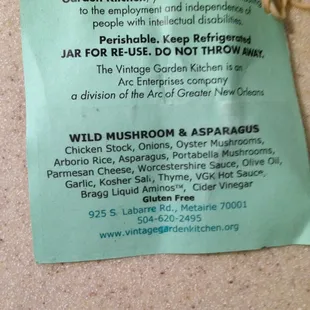 Garden Kitchen,
to the employment and independence of
people with intellectual disabilities.
Perishable. Keep Refrigerated
JAR FOR RE-USE. DO NOT THROW AWAY.
The Vintage Garden Kitchen is an
Arc Enterprises company
a division of the Arc of Greater New Orleans
WILD MUSHROOM & ASPARAGUS
Chicken Stock, Onions, Oyster Mushrooms,
Arborio Rice, Asparagus, Portabella Mushrooms,
Parmesan Cheese, Worcestershire Sauce, Olive Oil,
Garlic, Kosher Salt, Thyme, VGK Hot Sauce,
Bragg Liquid Aminos™, Cider Vinegar
Gluten Free
925 S. Labarre Rd., Metairie 70001
504-620-2495
www.vintagegardenkitchen.org